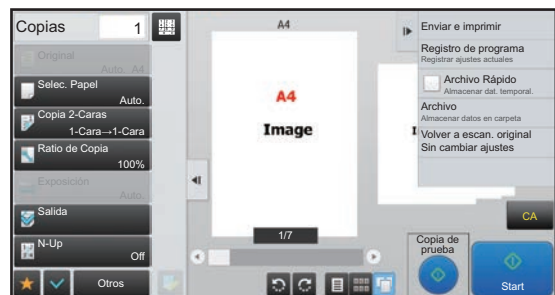 Copias 1
Original
Auto. A4
Selec. Papel
Auto.
Copia 2-Caras
1-Cara→1-Cara
Ratio de Copia
100%
Exposición
Auto.
Salida
N-Up
Off
Otros
A4
A4
Image
1/7
Enviar e imprimir
Registro de programa
Registrar ajustes actuales
Archivo Rápido
Almacenar dat. temporal.
Archivo
Almacenar datos en carpeta
Volver a escan. original
Sin cambiar ajustes
CA
Copia de
prueba
Start